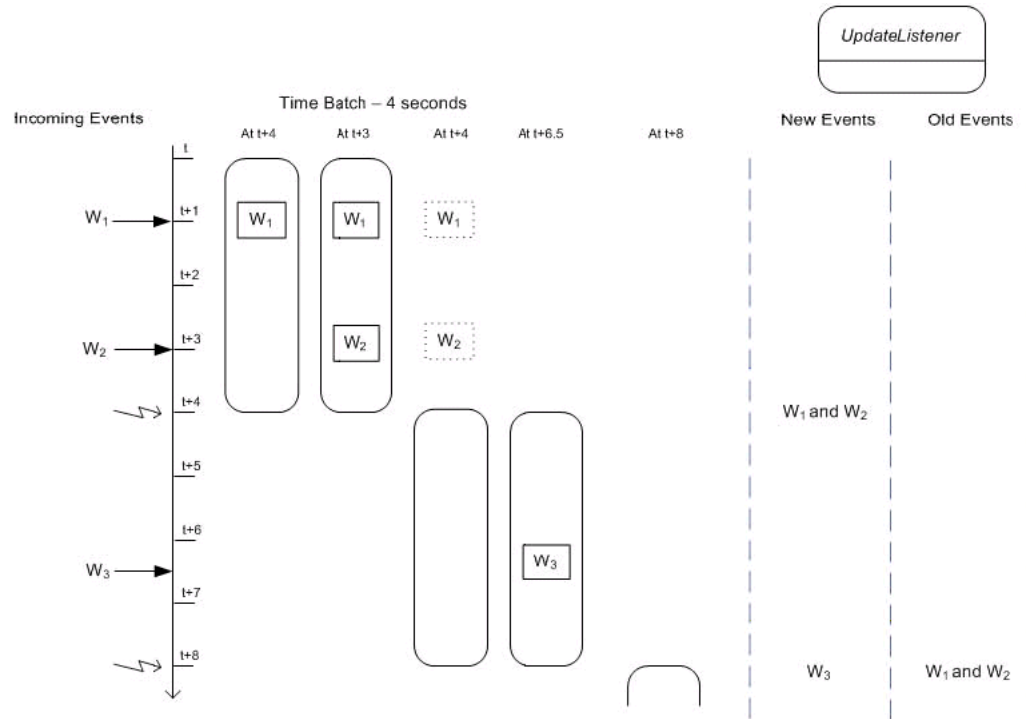 UpdateListener
Time Batch – 4 seconds
Incoming Events
New Events
Old Events
At t+4
At t+3
At t+4
At t+6.5
At t+8
t
W₁
t+1
W₁
W₁
W₁
t+2
W₂
t+3
W₂
W₂
t+4
W₁ and W₂
t+5
t+6
W₃
W₃
t+7
t+8
W₃
W₁ and W₂